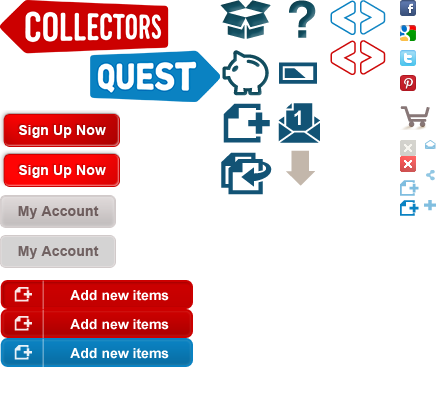 COLLECTORS
QUEST
?
1
Sign Up Now
Sign Up Now
My Account
My Account
Add new items
Add new items
Add new items